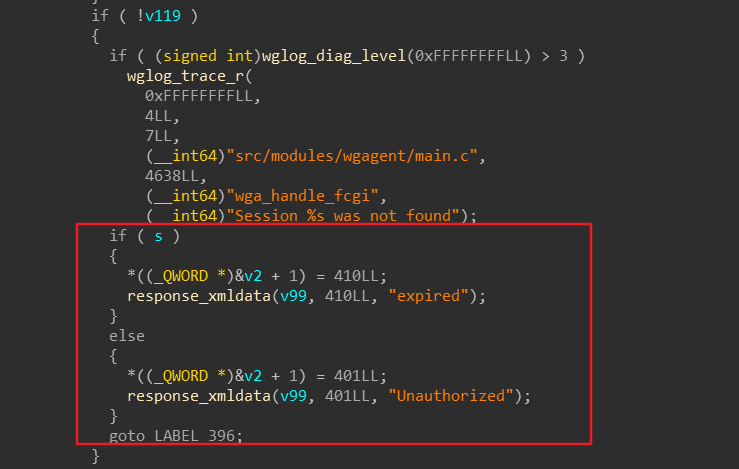 }
if ( !v119 )
{
if ( (signed int)wglog_diag_level(0xFFFFFFFFLL) > 3 )
wglog_trace_r(
0xFFFFFFFFLL,
4LL,
7LL,
(__int64)"src/modules/wgagent/main.c",
4638LL,
(__int64)"wga_handle_fcgi",
(__int64)"Session %s was not found");
if ( s )
{
*((_QWORD *)&v2 + 1) = 410LL;
response_xmldata(v99, 410LL, "expired");
}
else
{
*((_QWORD *)&v2 + 1) = 401LL;
response_xmldata(v99, 401LL, "Unauthorized");
}
goto LABEL_396;
}